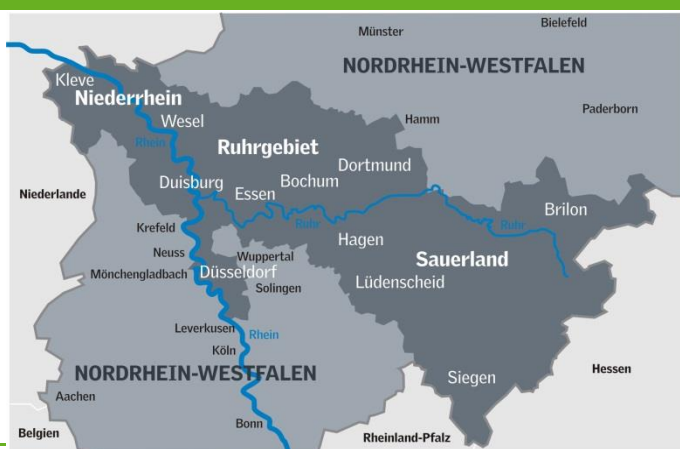 Bielefeld
Münster
NORDRHEIN-WESTFALEN
Kleve
Niederrhein
Paderborn
Wesel
Hamm
Rhein
Ruhrgebiet
Dortmund
Duisburg
Bochum
Essen
Niederlande
Brilon
Krefeld
Ruhr
Ruhr
Hagen
Neuss
Wuppertal
Sauerland
Mönchengladbach
Düsseldorf
Lüdenscheid
Solingen
Leverkusen
Rhein
Köln
Hessen
NORDRHEIN-WESTFALEN
Siegen
Aachen
Bonn
Belgien
Rheinland-Pfalz